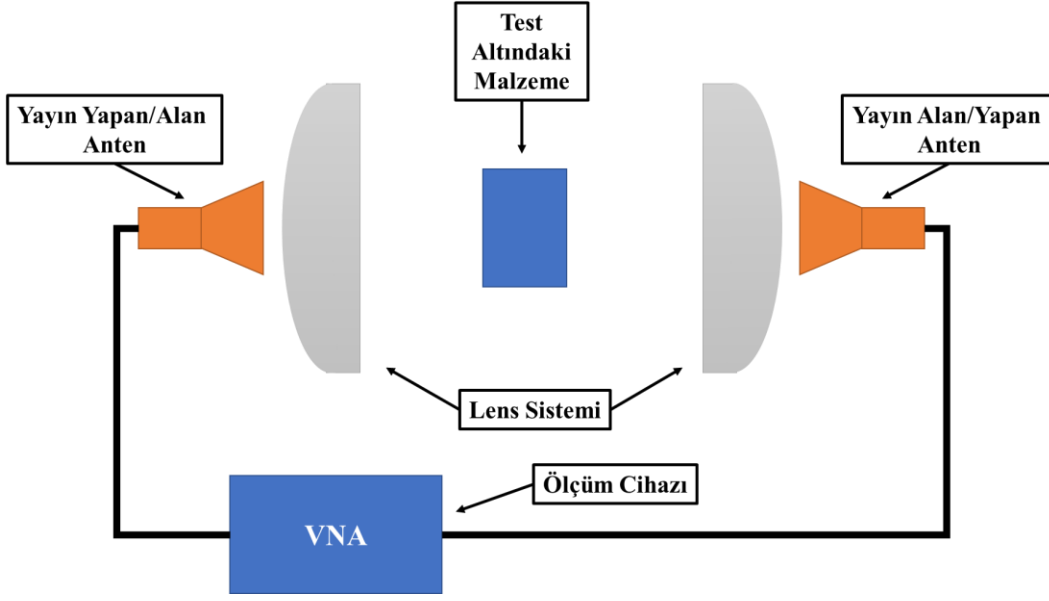 Test
Altındaki
Malzeme
Yayın Yapan/Alan
Anten
Yayın Alan/Yapan
Anten
Lens Sistemi
Ölçüm Cihazı
VNA